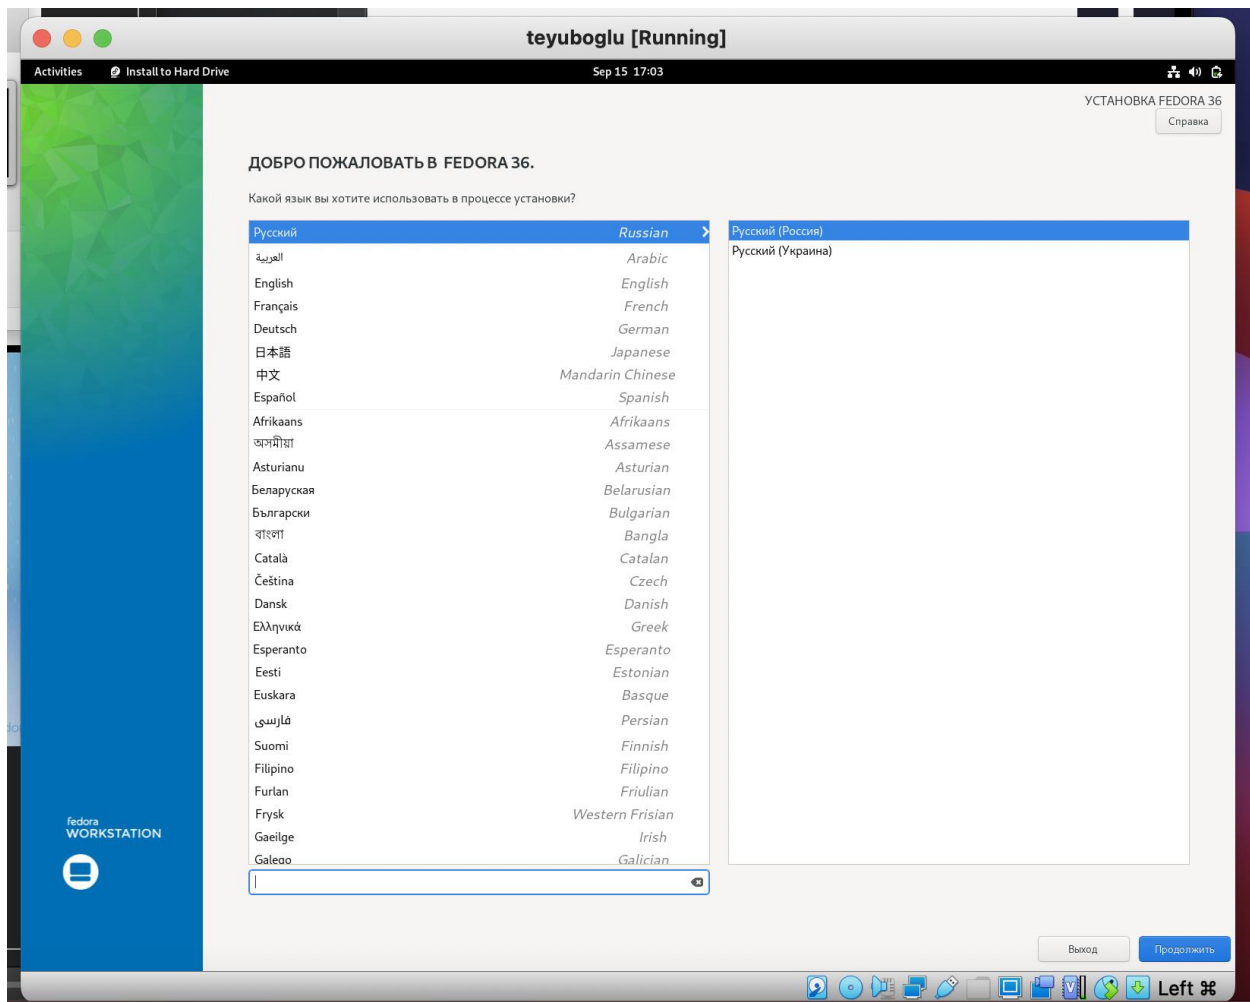 teyuboglu [Running]
Activities Install to Hard Drive Sep 15 17:03
УСТАНОВКА FEDORA 36
Справка
ДОБРО ПОЖАЛОВАТЬ В FEDORA 36.
Какой язык вы хотите использовать в процессе установки?
Русский Russian
العربية Arabic
English English
Français French
Deutsch German
日本語 Japanese
中文 Mandarin Chinese
Español Spanish
Afrikaans Afrikaans
অসমীয়া Assamese
Asturianu Asturian
Беларуская Belarusian
Български Bulgarian
বাংলা Bangla
Català Catalan
Čeština Czech
Dansk Danish
Ελληνικά Greek
Esperanto Esperanto
Eesti Estonian
Euskara Basque
فارسی Persian
Suomi Finnish
Filipino Filipino
Furlan Friulian
Frysk Western Frisian
Gaeilge Irish
Galego Galician
Русский (Россия)
Русский (Украина)
fedora
WORKSTATION
Выход Продолжить
Left ⌘